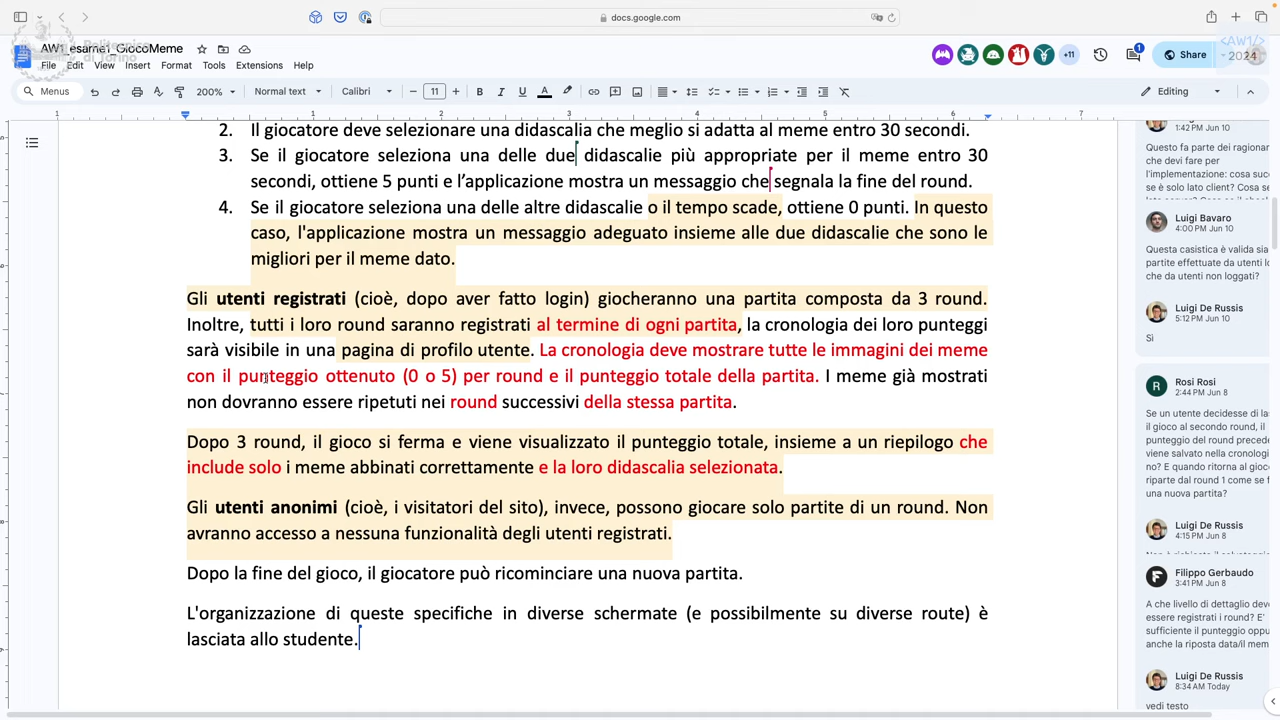 docs.google.com
AW1_esame1_GiocoMeme
Politecnico
di Torino
<AW1/>
2024
File Edit View Insert Format Tools Extensions Help
+11
1
Share
Menus
200%
Normal text
Calibri
11
Editing
1 1 2 3 4 5 6 7
2. Il giocatore deve selezionare una didascalia che meglio si adatta al meme entro 30 secondi.
3. Se il giocatore seleziona una delle due didascalie più appropriate per il meme entro 30
secondi, ottiene 5 punti e l’applicazione mostra un messaggio che segnala la fine del round.
4. Se il giocatore seleziona una delle altre didascalie o il tempo scade, ottiene 0 punti. In questo
caso, l'applicazione mostra un messaggio adeguato insieme alle due didascalie che sono le
migliori per il meme dato.
Gli utenti registrati (cioè, dopo aver fatto login) giocheranno una partita composta da 3 round.
Inoltre, tutti i loro round saranno registrati al termine di ogni partita, la cronologia dei loro punteggi
sarà visibile in una pagina di profilo utente. La cronologia deve mostrare tutte le immagini dei meme
con il punteggio ottenuto (0 o 5) per round e il punteggio totale della partita. I meme già mostrati
non dovranno essere ripetuti nei round successivi della stessa partita.
Dopo 3 round, il gioco si ferma e viene visualizzato il punteggio totale, insieme a un riepilogo che
include solo i meme abbinati correttamente e la loro didascalia selezionata.
Gli utenti anonimi (cioè, i visitatori del sito), invece, possono giocare solo partite di un round. Non
avranno accesso a nessuna funzionalità degli utenti registrati.
Dopo la fine del gioco, il giocatore può ricominciare una nuova partita.
L'organizzazione di queste specifiche in diverse schermate (e possibilmente su diverse route) è
lasciata allo studente.
1:42 PM Jun 10
Questo fa parte dei ragionar
che devi fare per
l'implementazione: cosa suc
se è solo lato client? Cosa se
Luigi Bavaro
4:00 PM Jun 10
Questa casistica è valida sia
partite effettuate da utenti lo
che da utenti non loggati?
Luigi De Russis
5:12 PM Jun 10
Sì
R
Rosi Rosi
2:44 PM Jun 8
Se un utente decidesse di la
il gioco al secondo round, il
punteggio del round precede
viene salvato nella cronologi
no? E quando ritorna al gioc
riparte dal round 1 come se f
una nuova partita?
Luigi De Russis
4:15 PM Jun 8
Filippo Gerbaudo
3:41 PM Jun 8
A che livello di dettaglio dev
essere registrati i round? E'
sufficiente il punteggio oppu
anche la riposta data/il mem
Luigi De Russis
8:34 AM Today
vedi testo